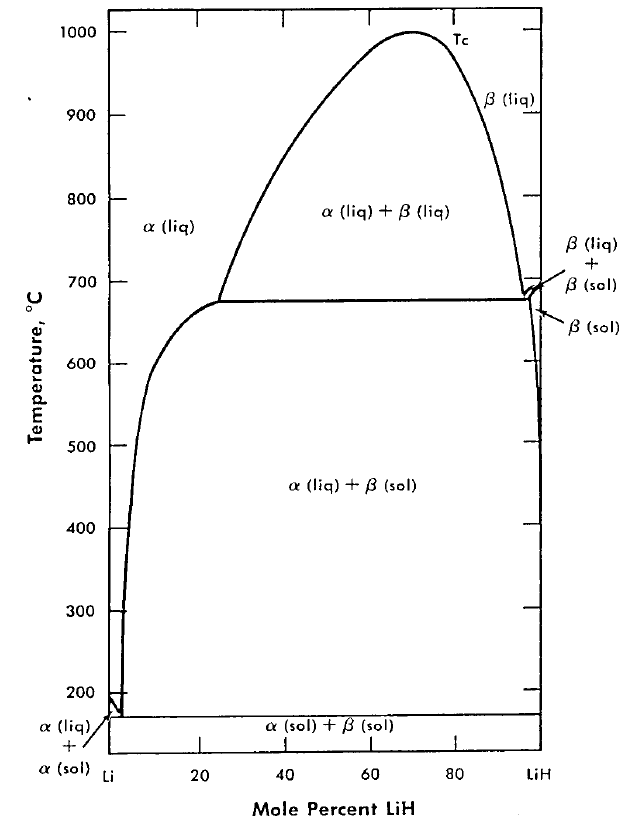 1000
Tc
β (liq)
900
800
α (liq) + β (liq)
α (liq)
β (liq)
+
β (sol)
700
β (sol)
600
Temperature, °C
500
α (liq) + β (sol)
400
300
200
α (liq)
+
α (sol)
α (sol) + β (sol)
Li 20 40 60 80 LiH
Mole Percent LiH